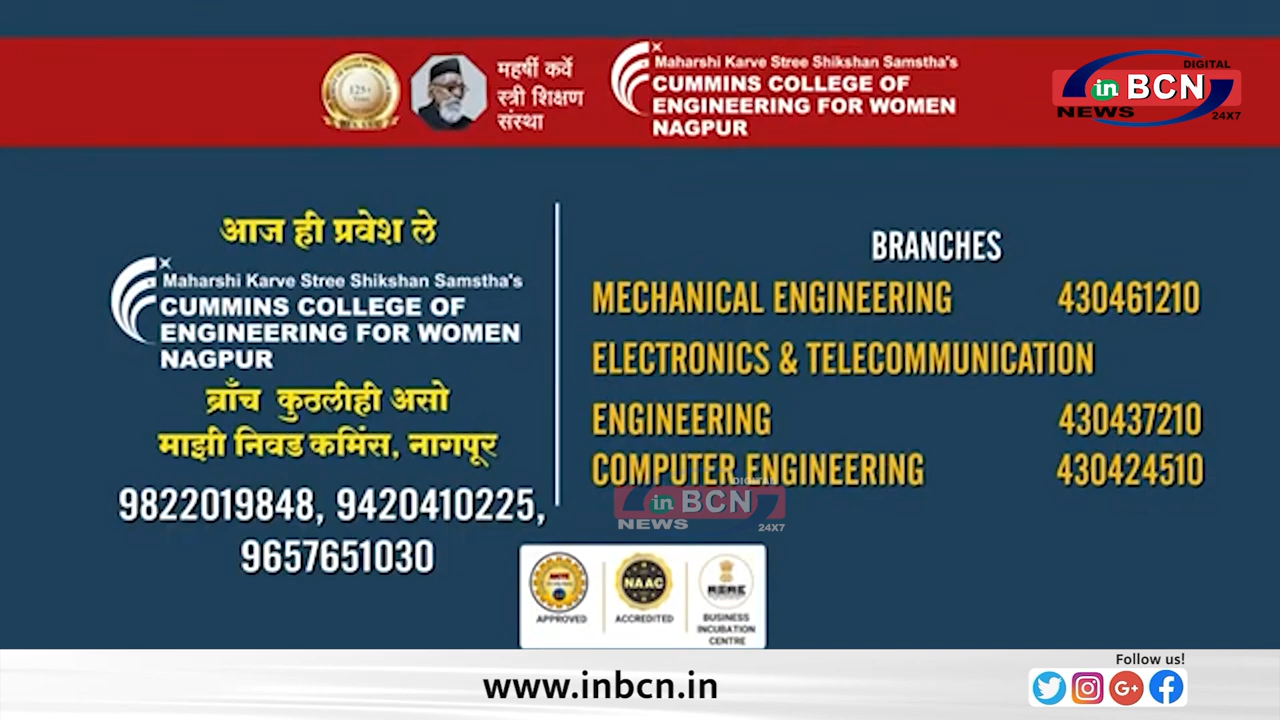 125+
महर्षी कर्वे
स्त्री शिक्षण
संस्था
Maharshi Karve Stree Shikshan Samstha's
CUMMINS COLLEGE OF
ENGINEERING FOR WOMEN
NAGPUR
DIGITAL
in BCN
NEWS 24X7
आज ही प्रवेश ले
Maharshi Karve Stree Shikshan Samstha's
CUMMINS COLLEGE OF
ENGINEERING FOR WOMEN
NAGPUR
ब्राँच कुठलीही असो
माझी निवड कमिंस, नागपूर
9822019848, 9420410225,
9657651030
BRANCHES
MECHANICAL ENGINEERING 430461210
ELECTRONICS & TELECOMMUNICATION
ENGINEERING 430437210
COMPUTER ENGINEERING 430424510
DIGITAL
in BCN
NEWS 24X7
NAAC
APPROVED
ACCREDITED
BUSINESS
INCUBATION
CENTRE
www.inbcn.in
Follow us!
G+